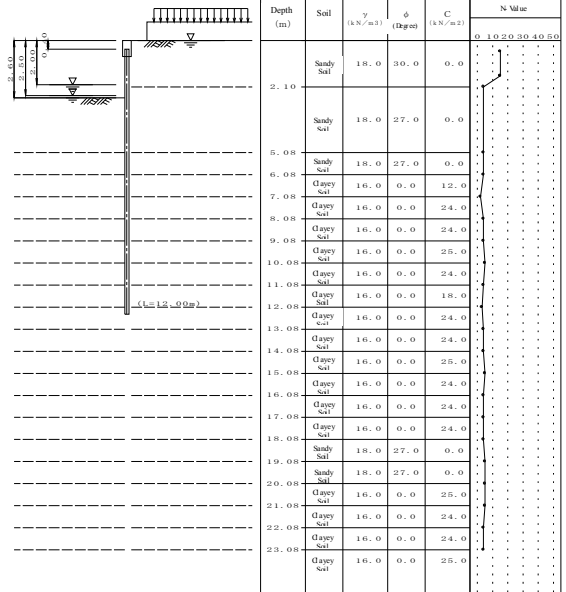 Depth Soil γ φ C N-Value
(m) (kN/m3) (Degree) (kN/m2)
0 10 20 30 40 50
2.60
2.50
2.00
Sandy Soil 18.0 30.0 0.0
2.10
Sandy Soil 18.0 27.0 0.0
5.08
Sandy Soil 18.0 27.0 0.0
6.08
Clayey Soil 16.0 0.0 12.0
7.08
Clayey Soil 16.0 0.0 24.0
8.08
Clayey Soil 16.0 0.0 24.0
9.08
Clayey Soil 16.0 0.0 25.0
10.08
Clayey Soil 16.0 0.0 24.0
11.08
Clayey Soil 16.0 0.0 18.0
(L=12.00m) 12.08
Clayey Soil 16.0 0.0 24.0
13.08
Clayey Soil 16.0 0.0 24.0
14.08
Clayey Soil 16.0 0.0 25.0
15.08
Clayey Soil 16.0 0.0 24.0
16.08
Clayey Soil 16.0 0.0 24.0
17.08
Clayey Soil 16.0 0.0 24.0
18.08
Sandy Soil 18.0 27.0 0.0
19.08
Sandy Soil 18.0 27.0 0.0
20.08
Clayey Soil 16.0 0.0 25.0
21.08
Clayey Soil 16.0 0.0 24.0
22.08
Clayey Soil 16.0 0.0 24.0
23.08
Clayey Soil 16.0 0.0 25.0